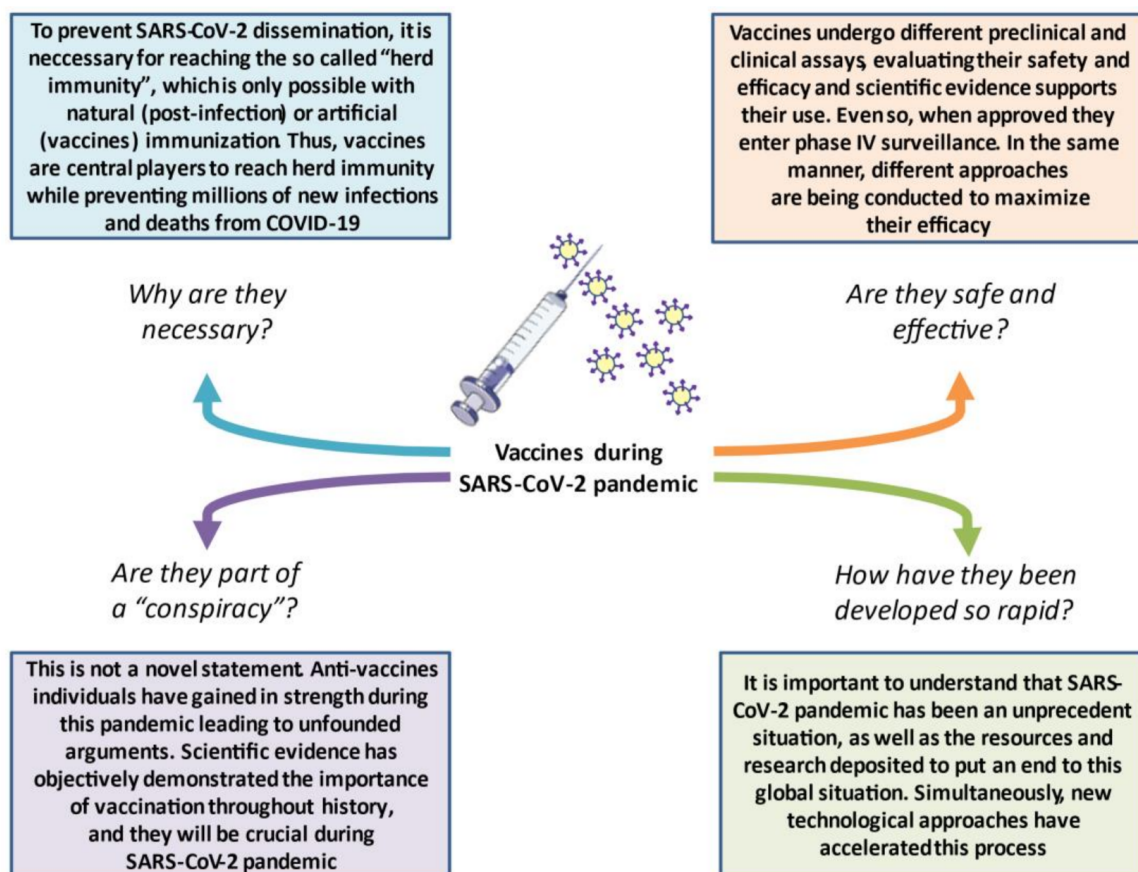 To prevent SARS-CoV-2 dissemination, it is
neccessary for reaching the so called “herd
immunity”, which is only possible with
natural (post-infection) or artificial
(vaccines) immunization. Thus, vaccines
are central players to reach herd immunity
while preventing millions of new infections
and deaths from COVID-19
Vaccines undergo different preclinical and
clinical assays, evaluating their safety and
efficacy and scientific evidence supports
their use. Even so, when approved they
enter phase IV surveillance. In the same
manner, different approaches
are being conducted to maximize
their efficacy
Why are they
necessary?
Are they safe and
effective?
Vaccines during
SARS-CoV-2 pandemic
Are they part of
a “conspiracy”?
How have they been
developed so rapid?
This is not a novel statement. Anti-vaccines
individuals have gained in strength during
this pandemic leading to unfounded
arguments. Scientific evidence has
objectively demonstrated the importance
of vaccination throughout history,
and they will be crucial during
SARS-CoV-2 pandemic
It is important to understand that SARS-
CoV-2 pandemic has been an unprecedent
situation, as well as the resources and
research deposited to put an end to this
global situation. Simultaneously, new
technological approaches have
accelerated this process